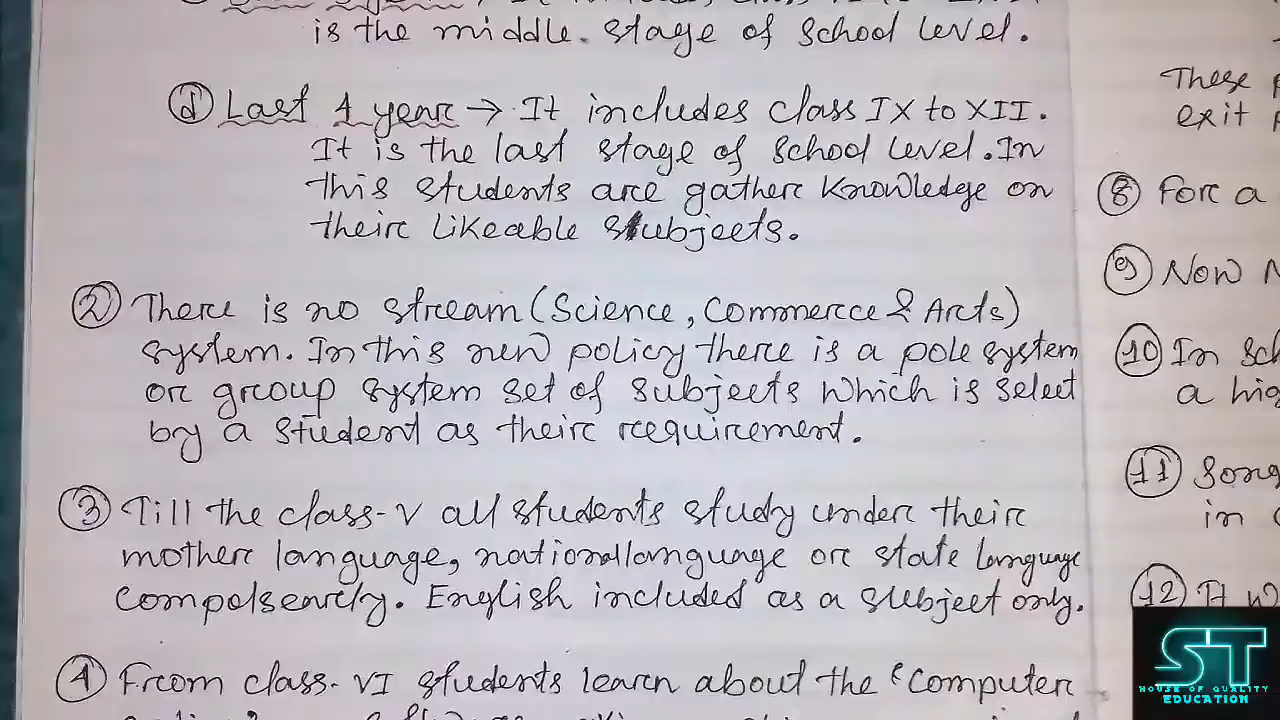 is the middle. stage of school level.
ⓓ Last 4 year → It includes class IX to XII.
It is the last stage of school level. In
this students are gather knowledge on
their likeable subjects.
② There is no stream (Science, Commerce & Arts)
system. In this new policy there is a pole system
or group system set of subjects which is select
by a student as their requirement.
③ Till the class-V all students study under their
mother language, national language or state language
compolsearly. English included as a subject only.
④ From class-VI students learn about the 'Computer
These
exit
⑧ For a
⑨ Now
⑩ In
a
⑪
in
⑫ It
ST
HOUSE OF QUALITY
EDUCATION